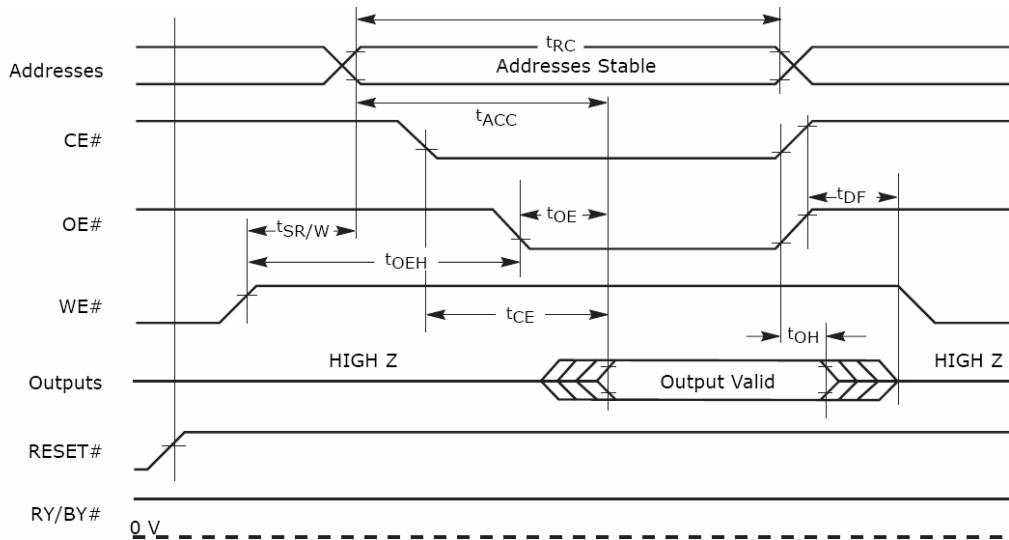 tRC
Addresses
Addresses Stable
tACC
CE#
tDF
OE#
tOE
tSR/W
tOEH
WE#
tCE
tOH
HIGH Z
HIGH Z
Outputs
Output Valid
RESET#
RY/BY#
0 V